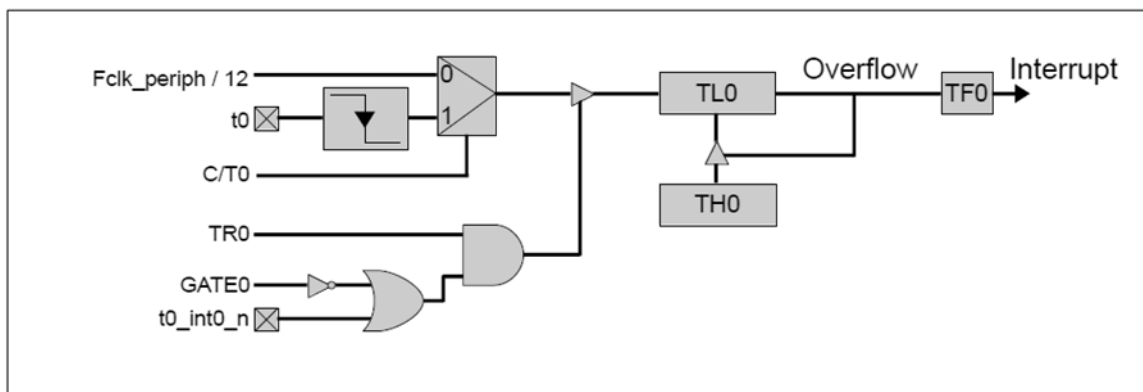 Fclk_periph / 12
0
t0
1
C/T0
TR0
GATE0
t0_int0_n
TL0
Overflow
TF0
Interrupt
TH0